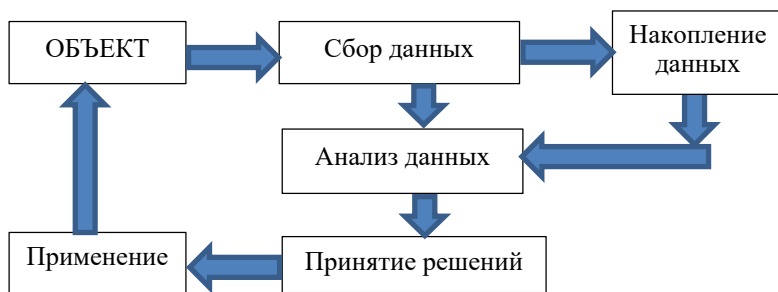 ОБЪЕКТ
Сбор данных
Накопление
данных
Анализ данных
Применение
Принятие решений